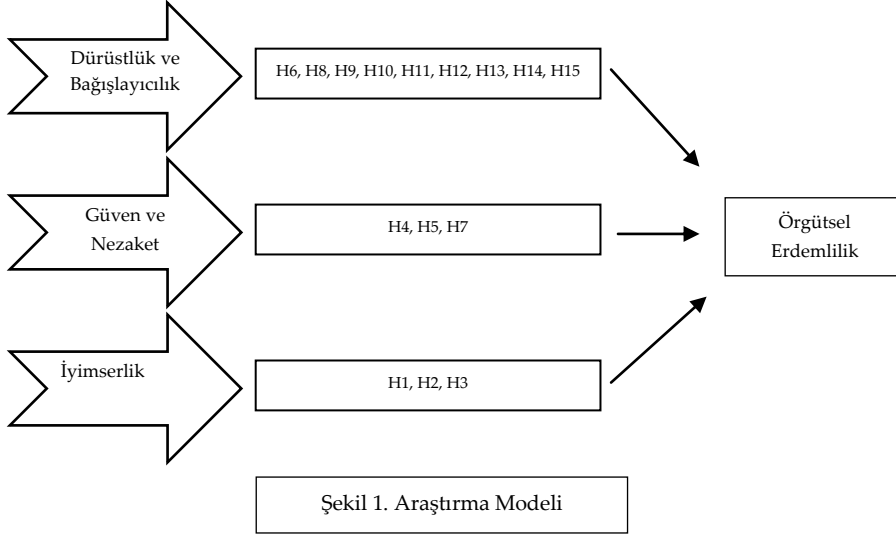 Dürüstlük ve
Bağışlayıcılık
H6, H8, H9, H10, H11, H12, H13, H14, H15
Güven ve
Nezaket
H4, H5, H7
Örgütsel
Erdemlilik
İyimserlik
H1, H2, H3
Şekil 1. Araştırma Modeli